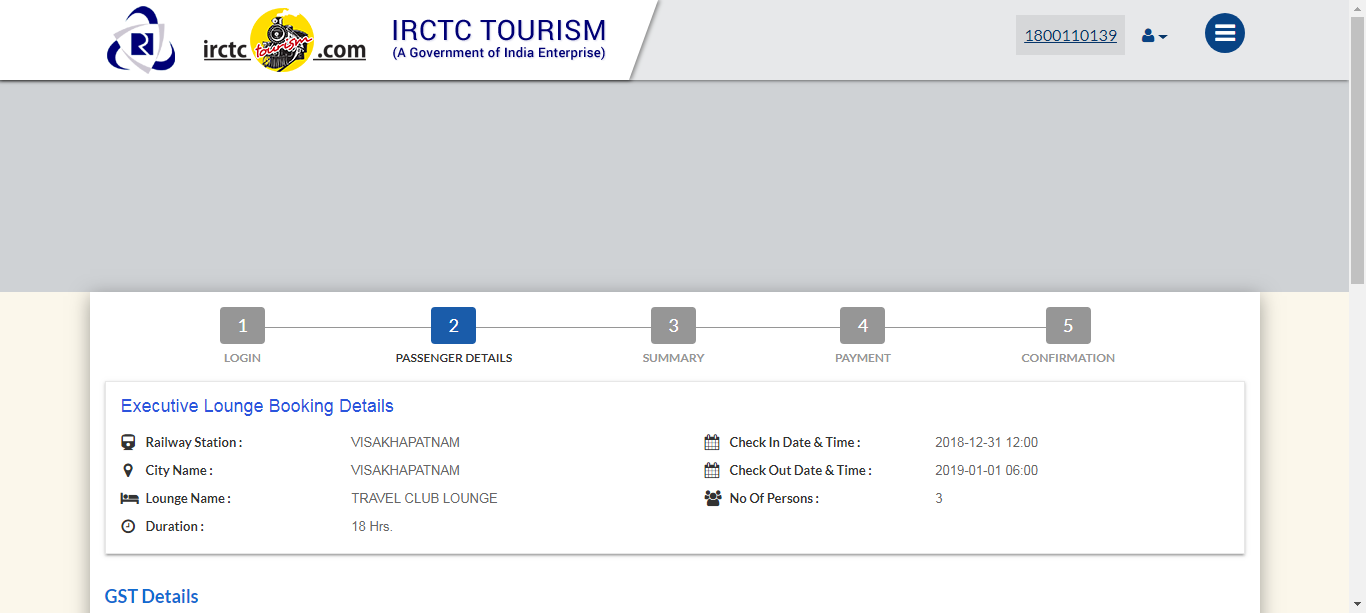 irctc tourism .com
IRCTC TOURISM
(A Government of India Enterprise)
1800110139
1 2 3 4 5
LOGIN PASSENGER DETAILS SUMMARY PAYMENT CONFIRMATION
Executive Lounge Booking Details
Railway Station : VISAKHAPATNAM Check In Date & Time : 2018-12-31 12:00
City Name : VISAKHAPATNAM Check Out Date & Time : 2019-01-01 06:00
Lounge Name : TRAVEL CLUB LOUNGE No Of Persons : 3
Duration : 18 Hrs.
GST Details